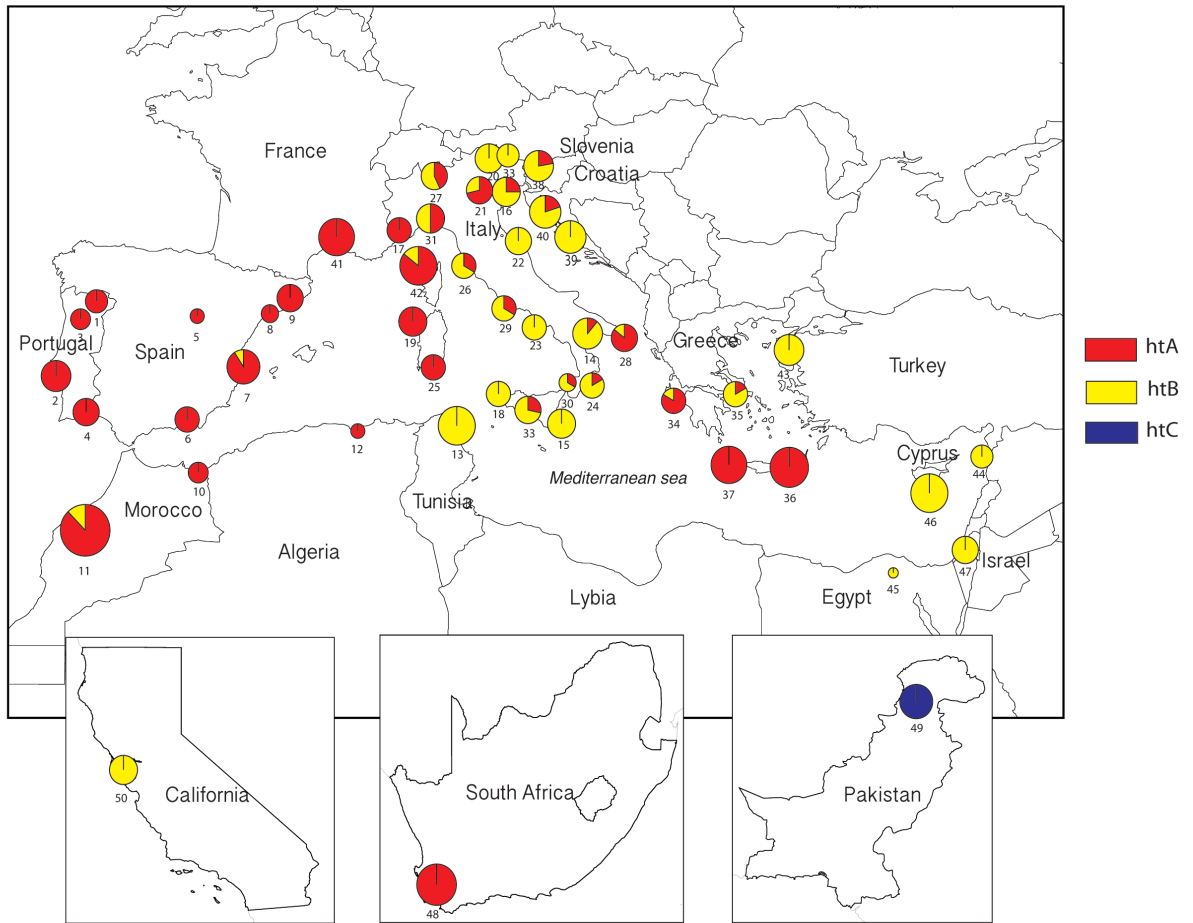 Slovenia
France
20
33
38
Croatia
27
21
16
Italy
17
31
40
41
22
39
42
26
1
9
29
3
5
8
19
23
Portugal
Spain
14
28
Greece
43
Turkey
htA
7
25
30
htB
2
18
24
34
35
4
6
12
33
15
htC
13
Cyprus
44
10
Mediterranean sea
37
36
Morocco
Tunisia
46
11
Algeria
47
Israel
45
Lybia
Egypt
49
50
California
South Africa
Pakistan
48